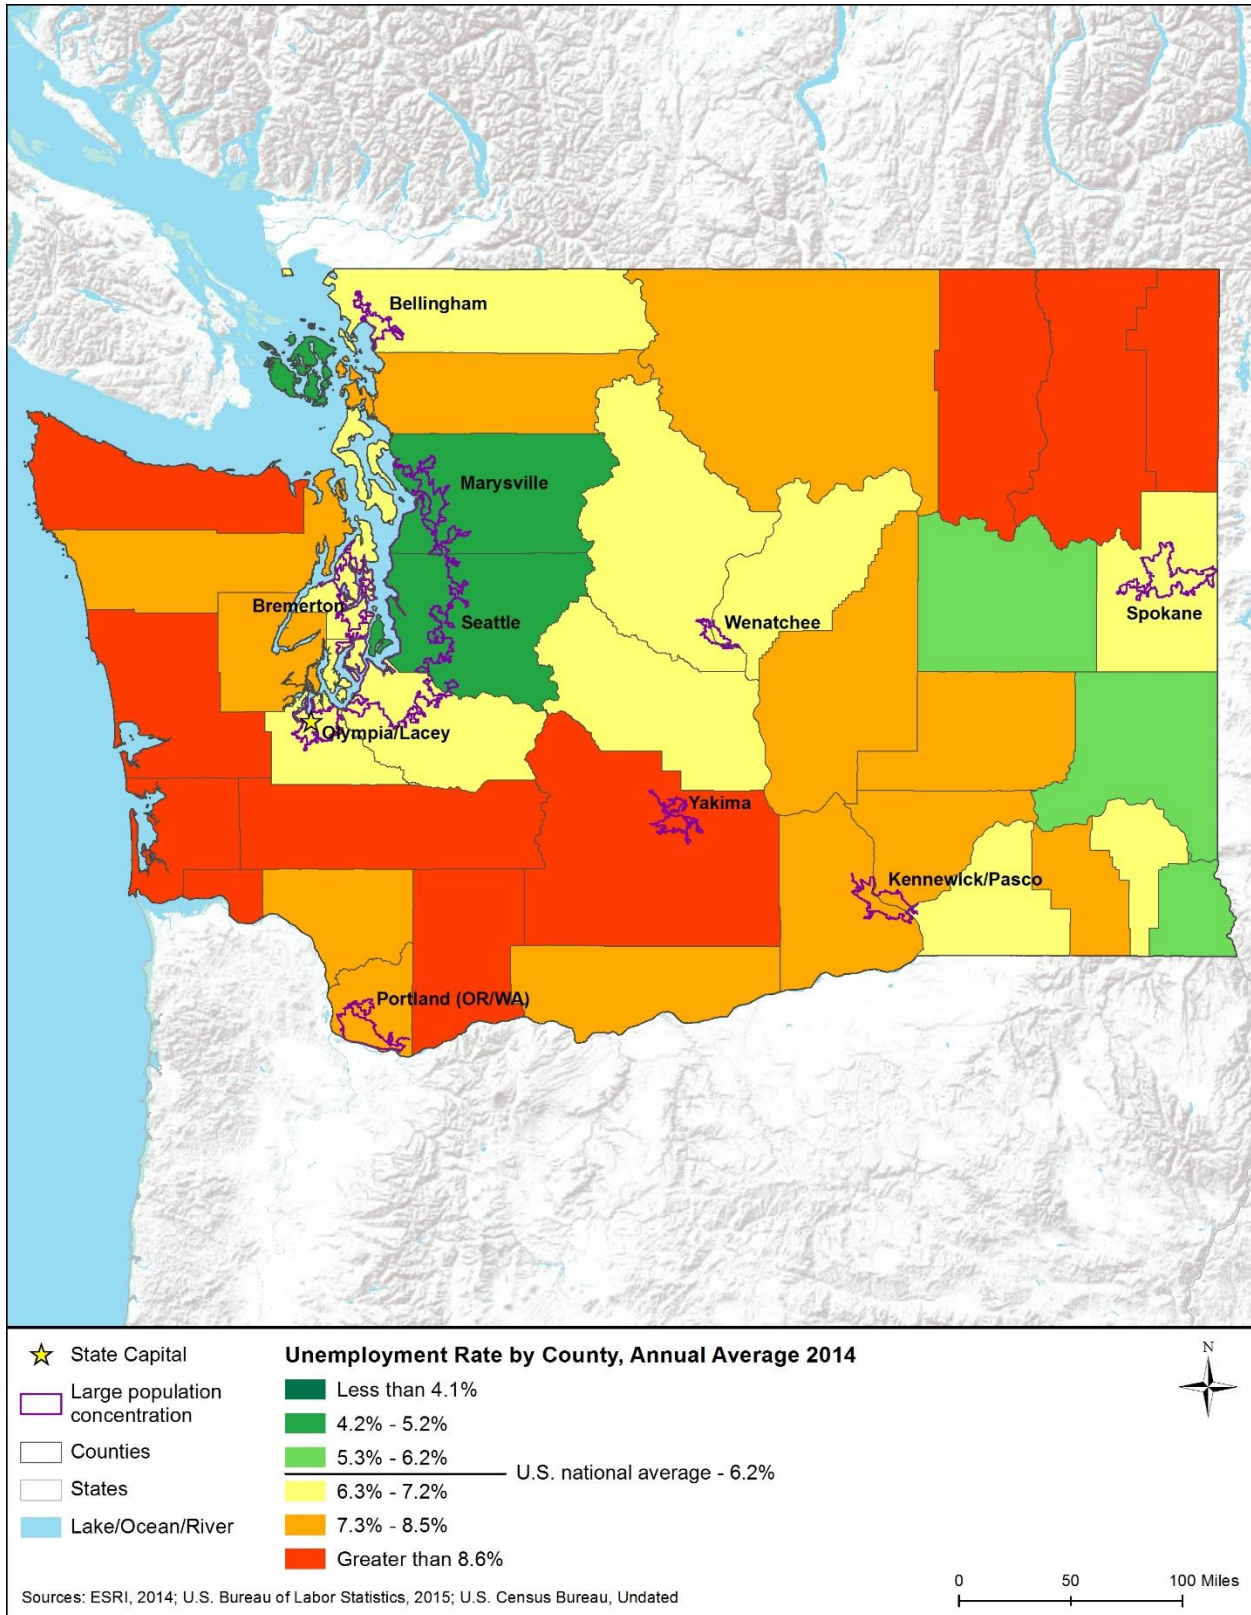 Bellingham
Marysville
Bremerton
Seattle
Wenatchee
Spokane
Olympia/Lacey
Yakima
Kennewick/Pasco
Portland (OR/WA)
State Capital
Large population
concentration
Counties
States
Lake/Ocean/River
Unemployment Rate by County, Annual Average 2014
Less than 4.1%
4.2% - 5.2%
5.3% - 6.2%
U.S. national average - 6.2%
6.3% - 7.2%
7.3% - 8.5%
Greater than 8.6%
N
0 50 100 Miles
Sources: ESRI, 2014; U.S. Bureau of Labor Statistics, 2015; U.S. Census Bureau, Undated